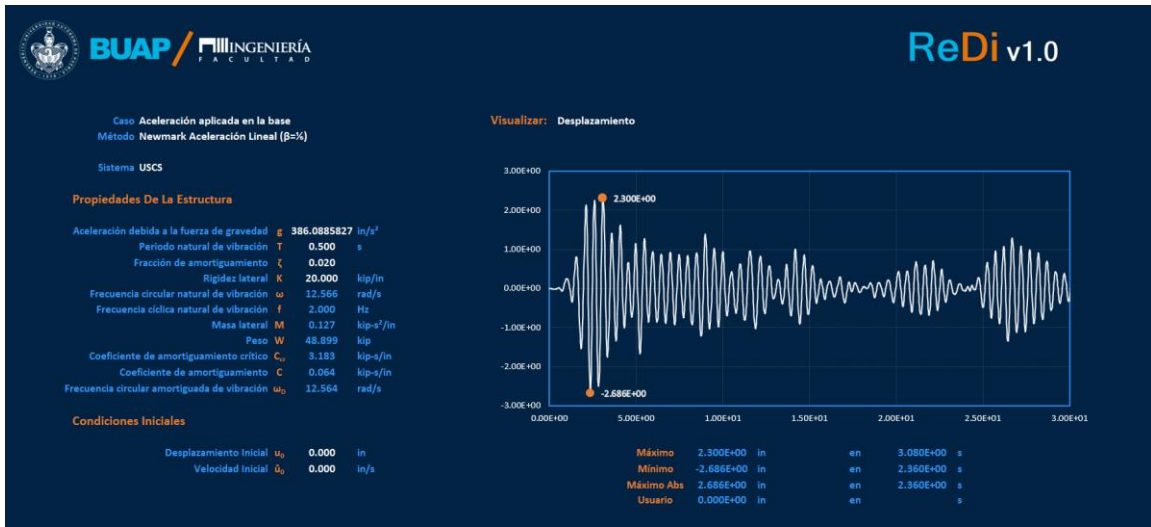 BUAP / INGENIERÍA
FACULTAD
ReDi v1.0
Caso Aceleración aplicada en la base
Método Newmark Aceleración Lineal (β=⅙)
Sistema USCS
Propiedades De La Estructura
Aceleración debida a la fuerza de gravedad g 386.0885827 in/s²
Periodo natural de vibración T 0.500 s
Fracción de amortiguamiento ζ 0.020
Rigidez lateral K 20.000 kip/in
Frecuencia circular natural de vibración ω 12.566 rad/s
Frecuencia cíclica natural de vibración f 2.000 Hz
Masa lateral M 0.127 kip-s²/in
Peso W 48.899 kip
Coeficiente de amortiguamiento crítico C 3.183 kip-s/in
Coeficiente de amortiguamiento C 0.064 kip-s/in
Frecuencia circular amortiguada de vibración ω_D 12.564 rad/s
Condiciones Iniciales
Desplazamiento Inicial u₀ 0.000 in
Velocidad Inicial u̇₀ 0.000 in/s
Visualizar: Desplazamiento
3.00E+00
2.300E+00
2.00E+00
1.00E+00
0.00E+00
-1.00E+00
-2.00E+00
-2.686E+00
-3.00E+00
0.00E+00 5.00E+00 1.00E+01 1.50E+01 2.00E+01 2.50E+01 3.00E+01
Máximo 2.300E+00 in en 3.080E+00 s
Mínimo -2.686E+00 in en 2.360E+00 s
Máximo Abs 2.686E+00 in en 2.360E+00 s
Usuario 0.000E+00 in en s